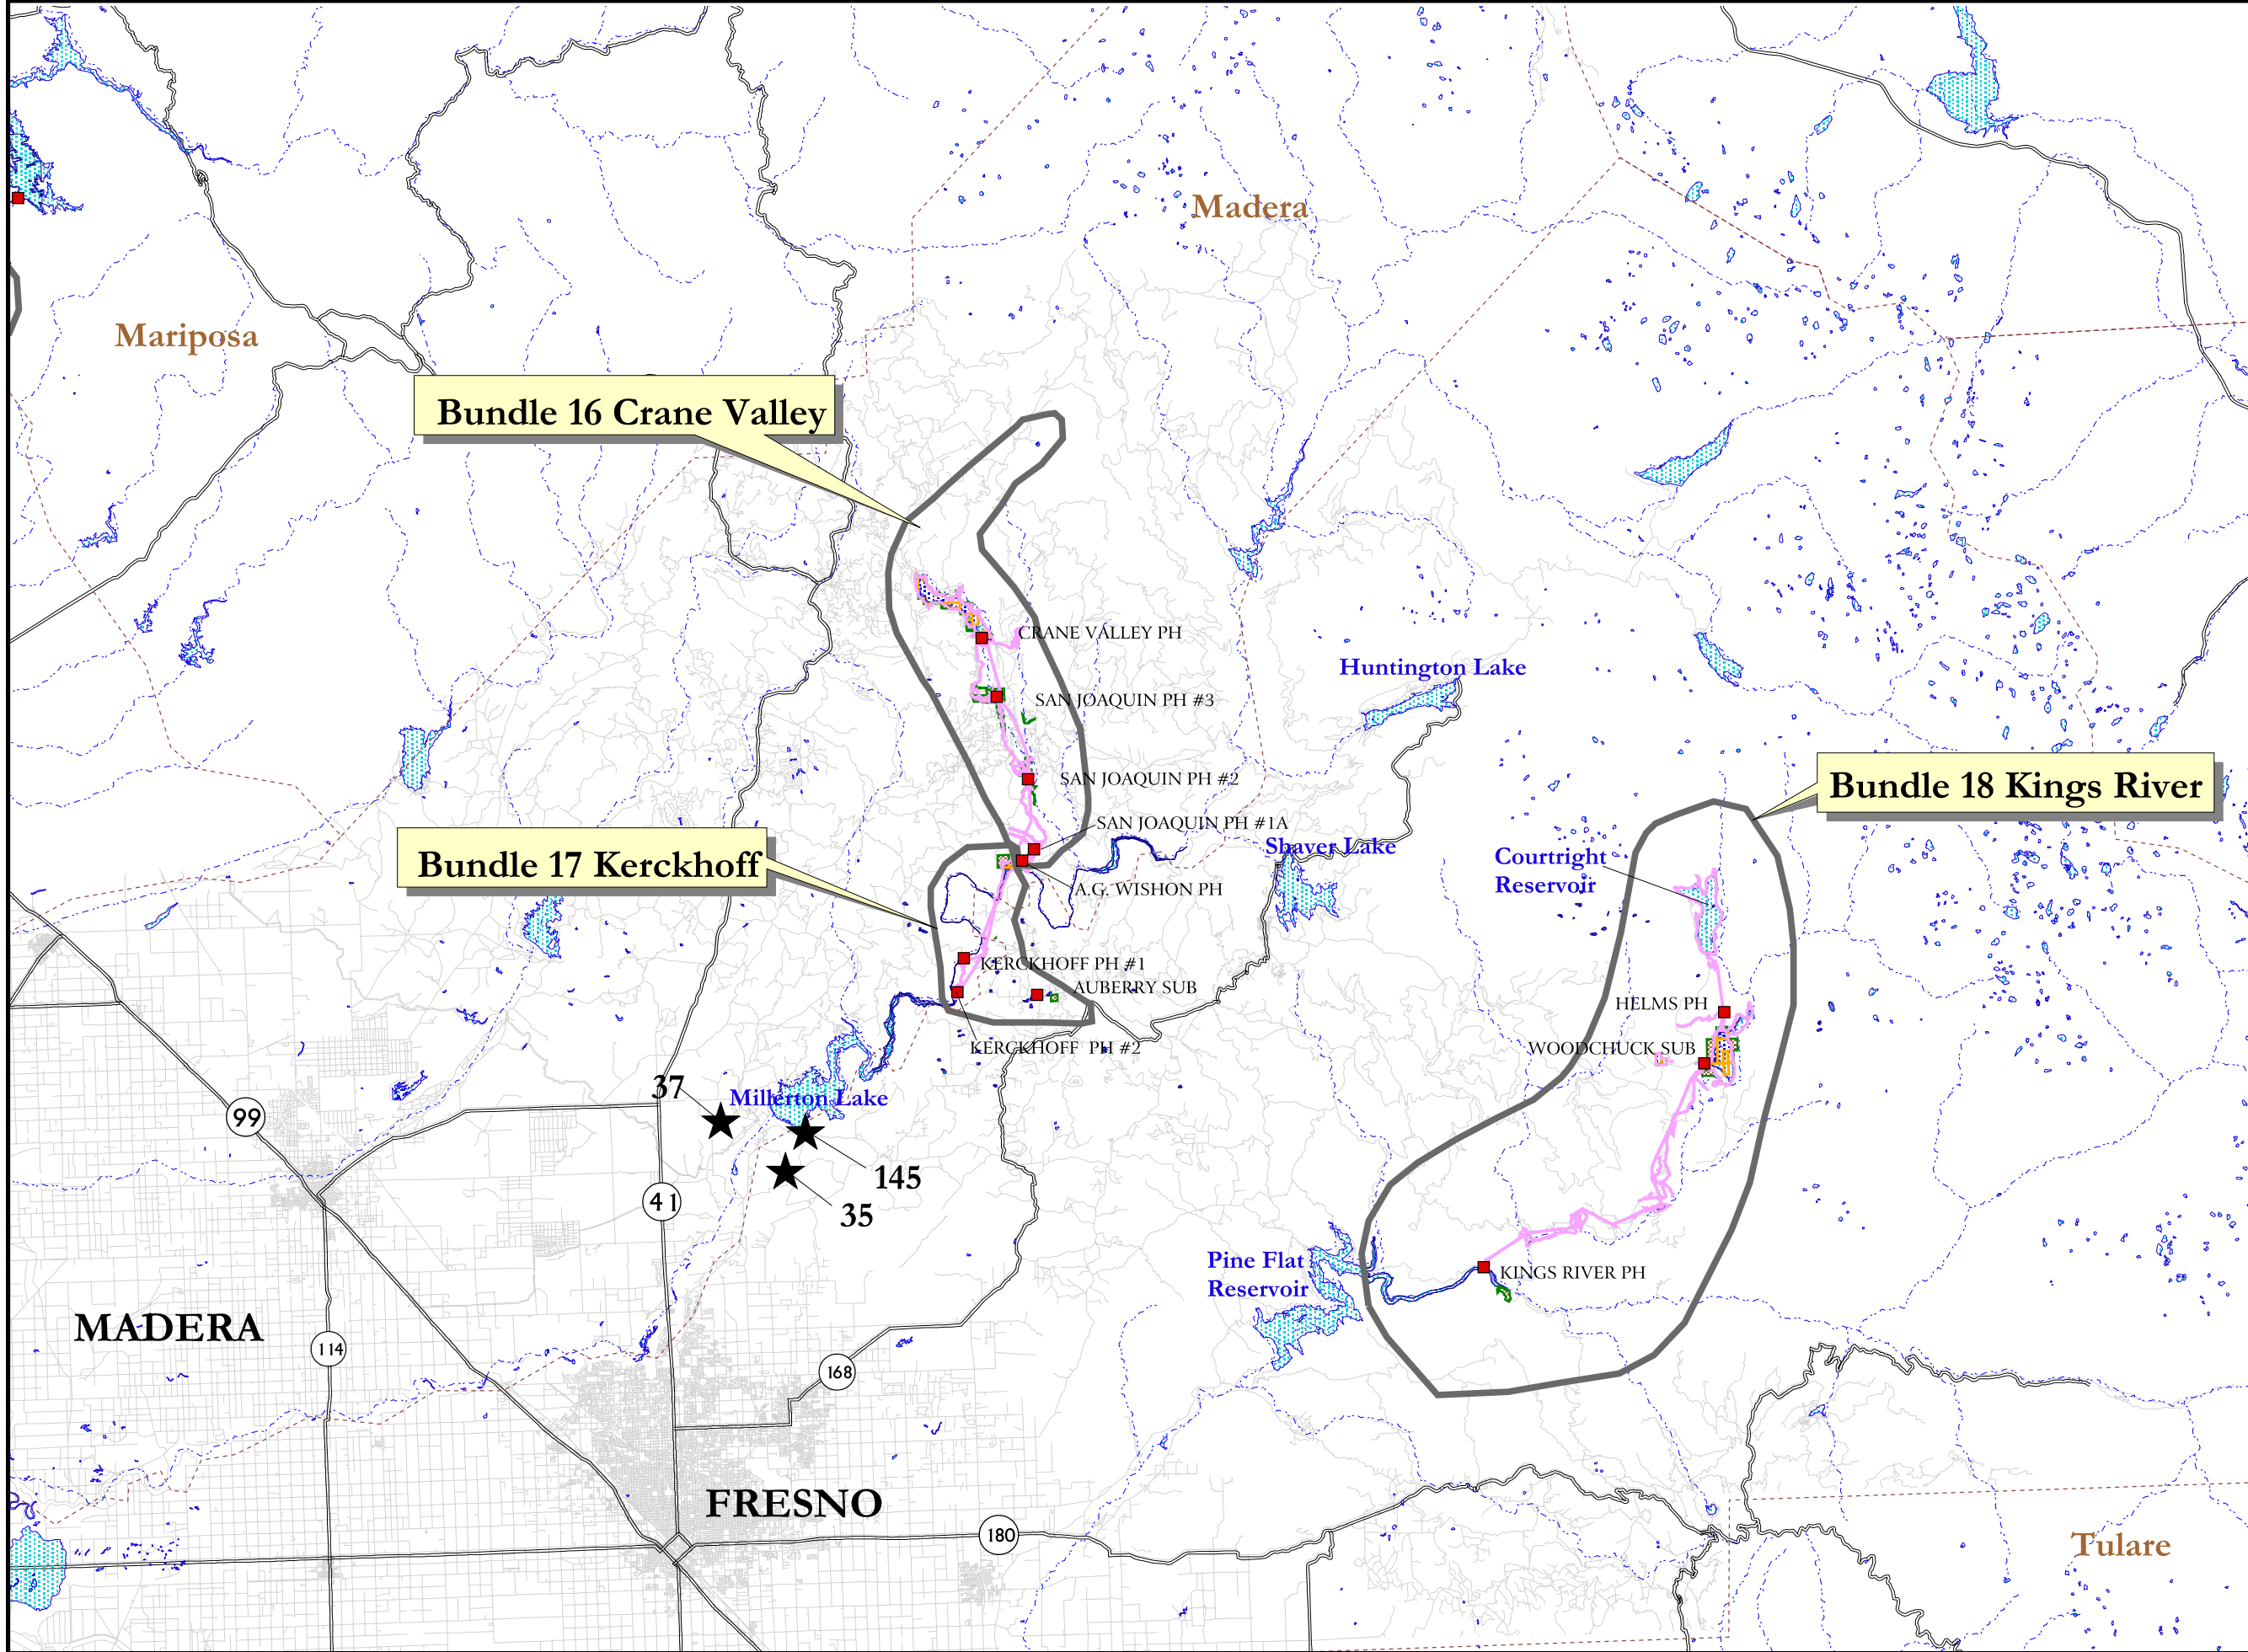 Madera
Mariposa
Bundle 16 Crane Valley
CRANE VALLEY PH
Huntington Lake
SAN JOAQUIN PH #3
SAN JOAQUIN PH #2
Bundle 18 Kings River
SAN JOAQUIN PH #1A
Shaver Lake
Bundle 17 Kerckhoff
Courtright
Reservoir
A.G. WISHON PH
KERCKHOFF PH #1
AUBERRY SUB
HELMS PH
KERCKHOFF PH #2
WOODCHUCK SUB
37
Millerton Lake
99
145
41
35
Pine Flat
Reservoir
KINGS RIVER PH
MADERA
114
168
FRESNO
180
Tulare